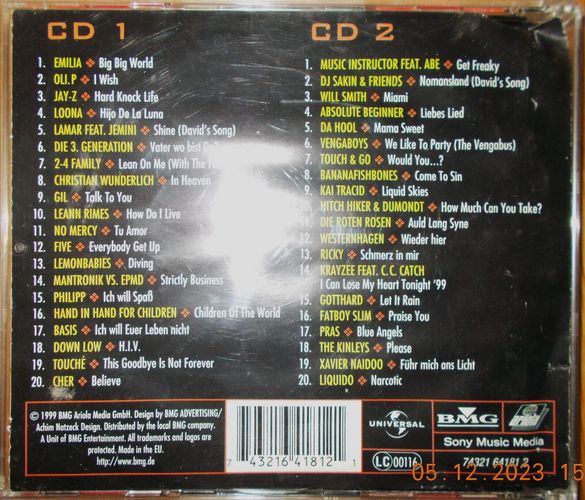 CD 1
1. EMILIA ❖ Big Big World
2. OLI.P ❖ I Wish
3. JAY-Z ❖ Hard Knock Life
4. LOONA ❖ Hijo De La Luna
5. LAMAR FEAT. JEMINI ❖ Shine (David's Song)
6. DIE 3. GENERATION ❖ Vater wo bist
7. 2-4 FAMILY ❖ Lean On Me (With The
8. CHRISTIAN WUNDERLICH ❖ In Heaven
9. GIL ❖ Talk To You
10. LEANN RIMES ❖ How Do I Live
11. NO MERCY ❖ Tu Amor
12. FIVE ❖ Everybody Get Up
13. LEMONBABIES ❖ Diving
14. MANTRONIK VS. EPMD ❖ Strictly Business
15. PHILIPP ❖ Ich will Spaß
16. HAND IN HAND FOR CHILDREN ❖ Children Of The World
17. BASIS ❖ Ich will Euer Leben nicht
18. DOWN LOW ❖ H.I.V.
19. TOUCHÉ ❖ This Goodbye Is Not Forever
20. CHER ❖ Believe
CD 2
1. MUSIC INSTRUCTOR FEAT. ABE ❖ Get Freaky
2. DJ SAKIN & FRIENDS ❖ Nomansland (David's Song)
3. WILL SMITH ❖ Miami
4. ABSOLUTE BEGINNER ❖ Liebes Lied
5. DA HOOL ❖ Mama Sweet
6. VENGABOYS ❖ We Like To Party (The Vengabus)
7. TOUCH & GO ❖ Would You...?
8. BANANAFISHBONES ❖ Come To Sin
9. KAI TRACID ❖ Liquid Skies
10. HITCH HIKER & DUMONDT ❖ How Much Can You Take?
11. DIE ROTEN ROSEN ❖ Auld Lang Syne
12. WESTERNHAGEN ❖ Wieder hier
13. RICKY ❖ Schmerz in mir
14. KRAYZEE FEAT. C.C. CATCH
I Can Lose My Heart Tonight '99
15. GOTTHARD ❖ Let It Rain
16. FATBOY SLIM ❖ Praise You
17. PRAS ❖ Blue Angels
18. THE KINLEYS ❖ Please
19. XAVIER NAIDOO ❖ Führ mich ans Licht
20. LIQUIDO ❖ Narcotic
© 1999 BMG Ariola Media GmbH. Design by BMG ADVERTISING/
Achim Natzeck Design. Distributed by the local BMG company.
A Unit of BMG Entertainment. All trademarks and logos are
protected. Made in the EU.
http://www.bmg.de
7 43216 41812 1
UNIVERSAL
BMG
ariola
Sony Music Media
LC 00116
74321 64181 2
05.12.2023 15